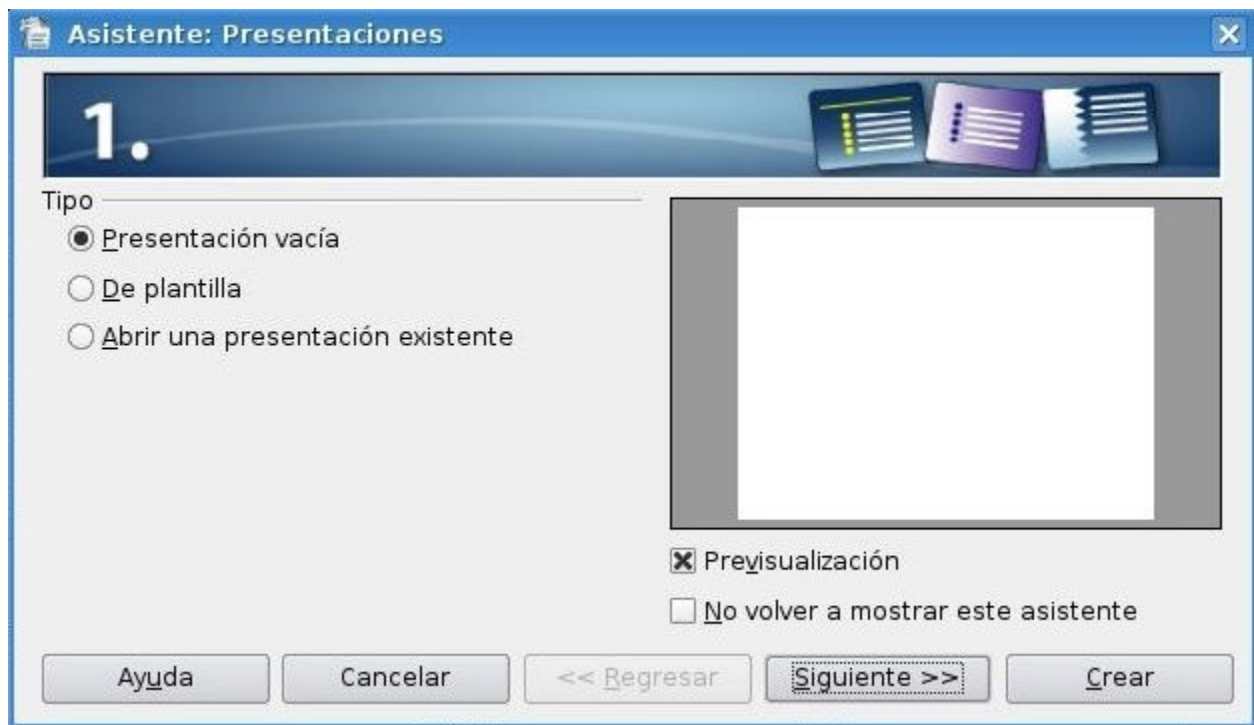 Asistente: Presentaciones
1.
Tipo
Presentación vacía
De plantilla
Abrir una presentación existente
Previsualización
No volver a mostrar este asistente
Ayuda Cancelar << Regresar Siguiente >> Crear